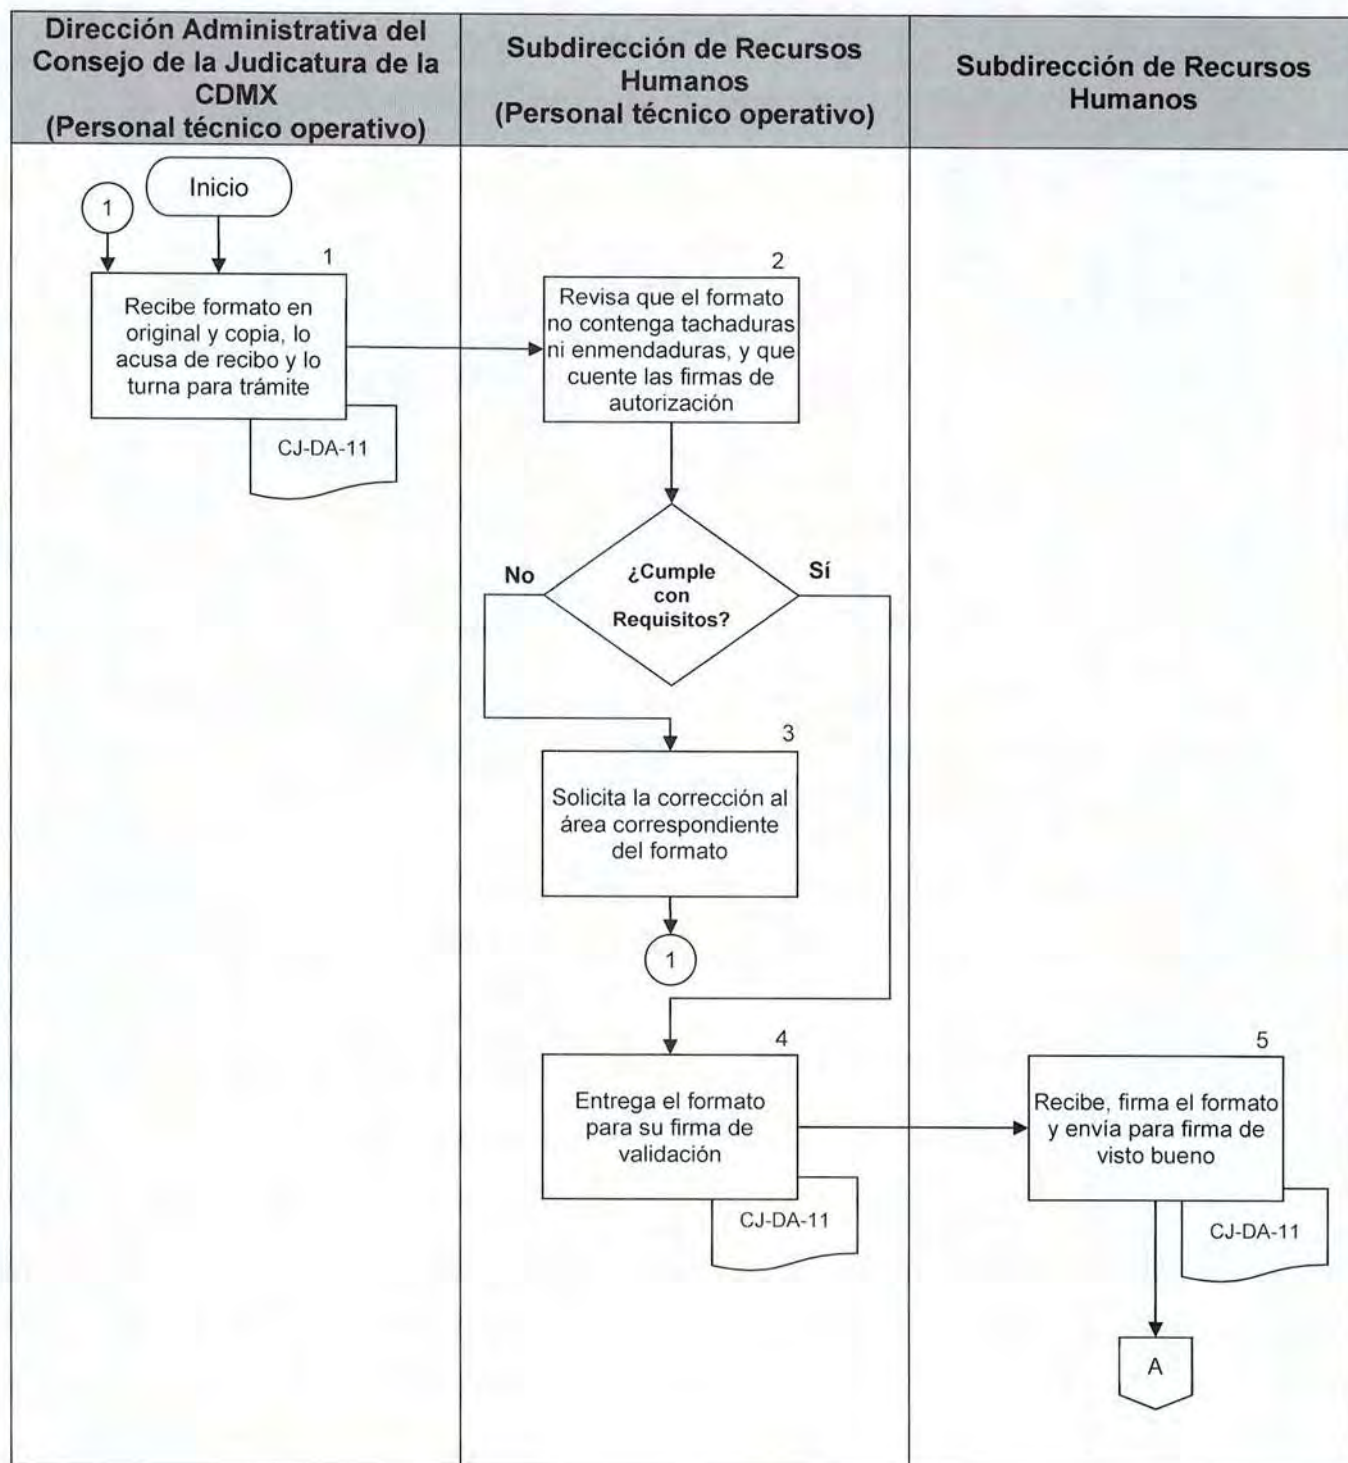 Dirección Administrativa del
Consejo de la Judicatura de la
CDMX
(Personal técnico operativo)
Subdirección de Recursos
Humanos
(Personal técnico operativo)
Subdirección de Recursos
Humanos
Inicio
1
1
Recibe formato en
original y copia, lo
acusa de recibo y lo
turna para trámite
CJ-DA-11
2
Revisa que el formato
no contenga tachaduras
ni enmendaduras, y que
cuente las firmas de
autorización
No
¿Cumple
con
Requisitos?
Sí
3
Solicita la corrección al
área correspondiente
del formato
1
4
Entrega el formato
para su firma de
validación
CJ-DA-11
5
Recibe, firma el formato
y envía para firma de
visto bueno
CJ-DA-11
A